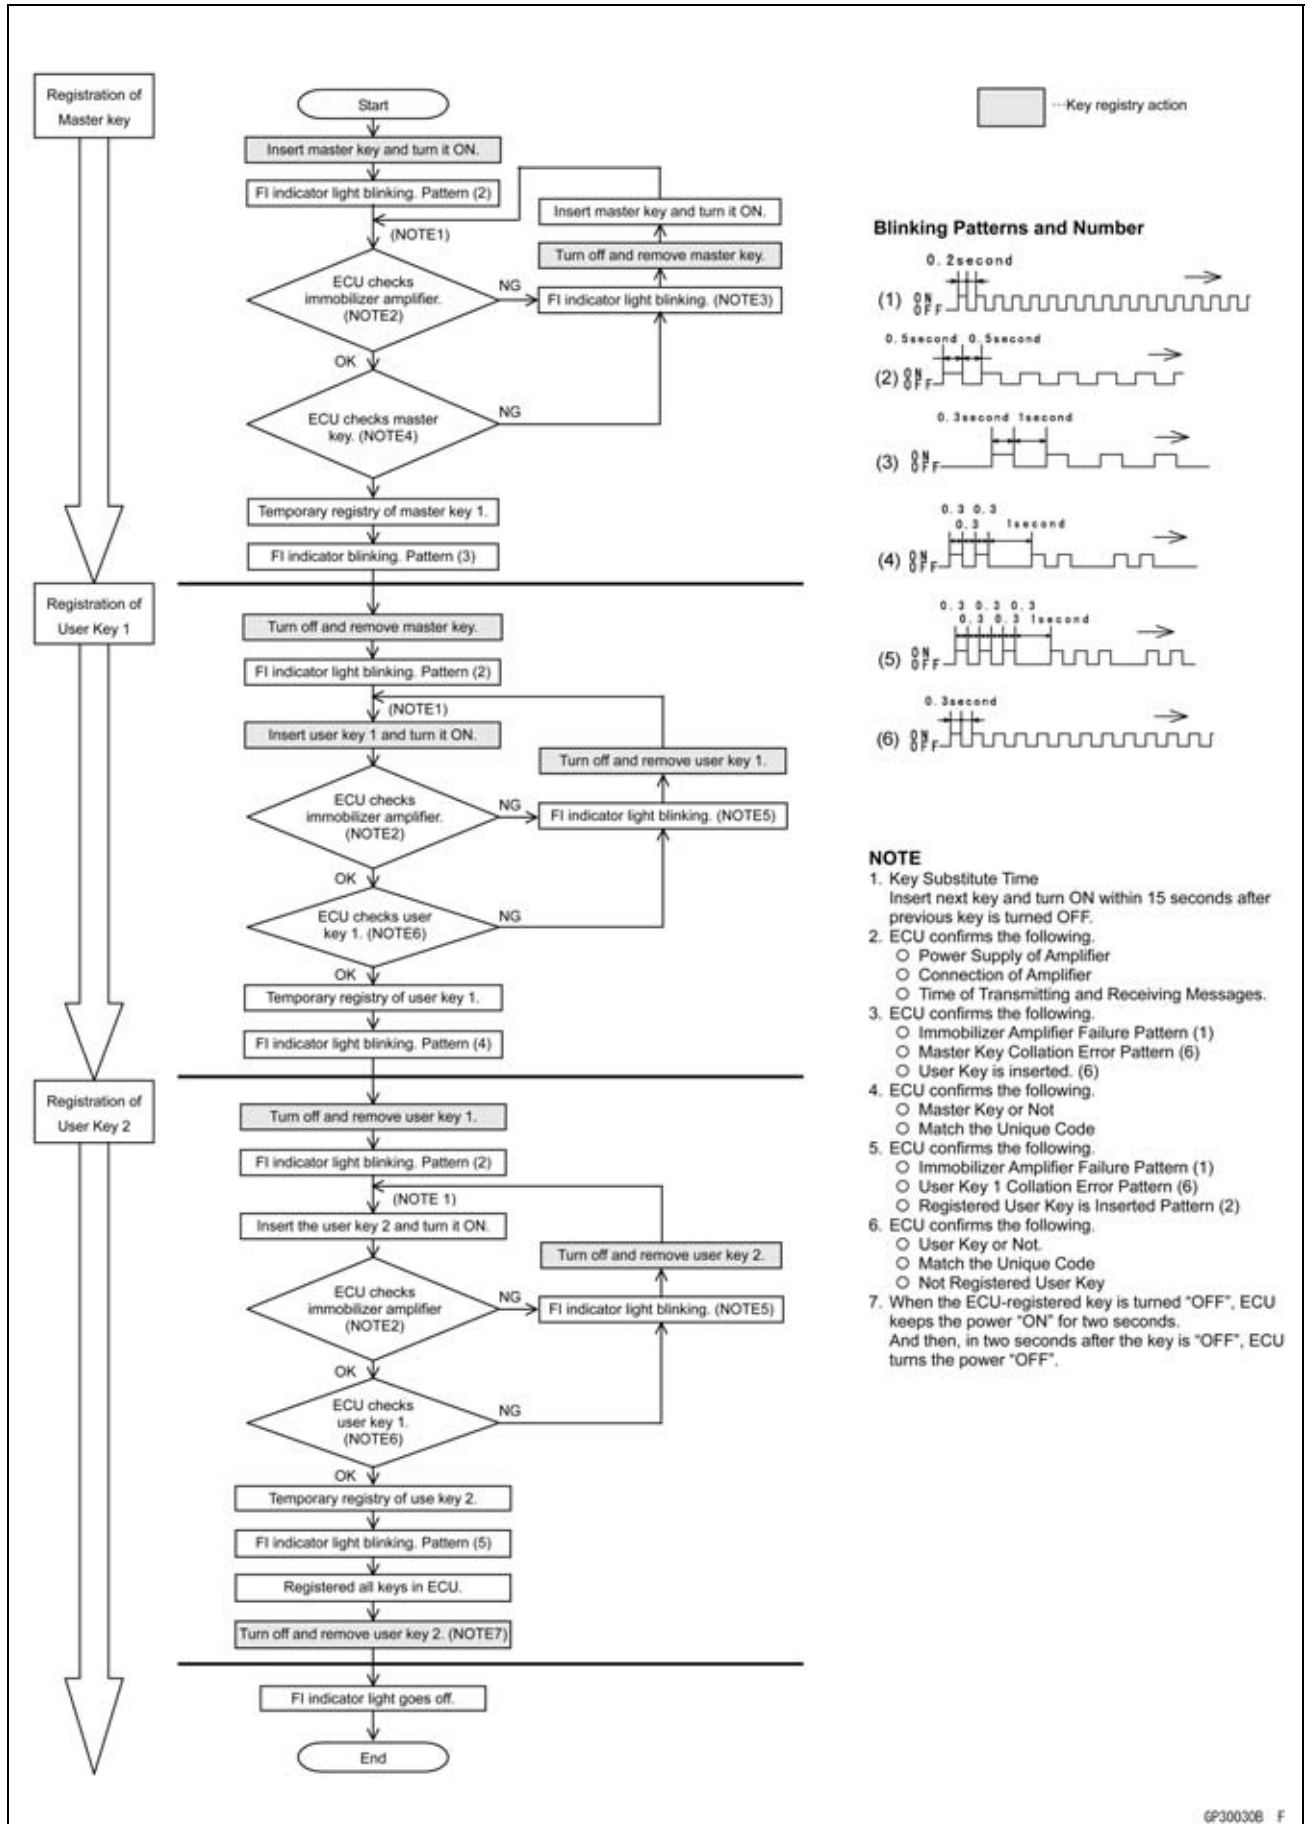 Registration of
Master key
Start
Insert master key and turn it ON.
FI indicator light blinking. Pattern (2)
(NOTE1)
Insert master key and turn it ON.
Turn off and remove master key.
ECU checks
immobilizer amplifier.
(NOTE2)
NG
FI indicator light blinking. (NOTE3)
OK
ECU checks master
key. (NOTE4)
NG
Temporary registry of master key 1.
FI indicator blinking. Pattern (3)
Registration of
User Key 1
Turn off and remove master key.
FI indicator light blinking. Pattern (2)
(NOTE1)
Insert user key 1 and turn it ON.
Turn off and remove user key 1.
ECU checks
immobilizer amplifier.
(NOTE2)
NG
FI indicator light blinking. (NOTE5)
OK
ECU checks user
key 1. (NOTE6)
NG
OK
Temporary registry of user key 1.
FI indicator light blinking. Pattern (4)
Registration of
User Key 2
Turn off and remove user key 1.
FI indicator light blinking. Pattern (2)
(NOTE 1)
Insert the user key 2 and turn it ON.
Turn off and remove user key 2.
ECU checks
immobilizer amplifier
(NOTE2)
NG
FI indicator light blinking. (NOTE5)
OK
ECU checks
user key 1.
(NOTE6)
NG
OK
Temporary registry of use key 2.
FI indicator light blinking. Pattern (5)
Registered all keys in ECU.
Turn off and remove user key 2. (NOTE7)
FI indicator light goes off.
End
···Key registry action
Blinking Patterns and Number
0.2second
(1) ON OFF
0.5second 0.5second
(2) ON OFF
0.3second 1second
(3) ON OFF
0.3 0.3
0.3 1second
(4) ON OFF
0.3 0.3 0.3
0.3 0.3 1second
(5) ON OFF
0.3second
(6) ON OFF
NOTE
1. Key Substitute Time
Insert next key and turn ON within 15 seconds after
previous key is turned OFF.
2. ECU confirms the following.
○ Power Supply of Amplifier
○ Connection of Amplifier
○ Time of Transmitting and Receiving Messages.
3. ECU confirms the following.
○ Immobilizer Amplifier Failure Pattern (1)
○ Master Key Collation Error Pattern (6)
○ User Key is inserted. (6)
4. ECU confirms the following.
○ Master Key or Not
○ Match the Unique Code
5. ECU confirms the following.
○ Immobilizer Amplifier Failure Pattern (1)
○ User Key 1 Collation Error Pattern (6)
○ Registered User Key is Inserted Pattern (2)
6. ECU confirms the following.
○ User Key or Not.
○ Match the Unique Code
○ Not Registered User Key
7. When the ECU-registered key is turned “OFF”, ECU
keeps the power “ON” for two seconds.
And then, in two seconds after the key is “OFF”, ECU
turns the power “OFF”.
GP30030B F